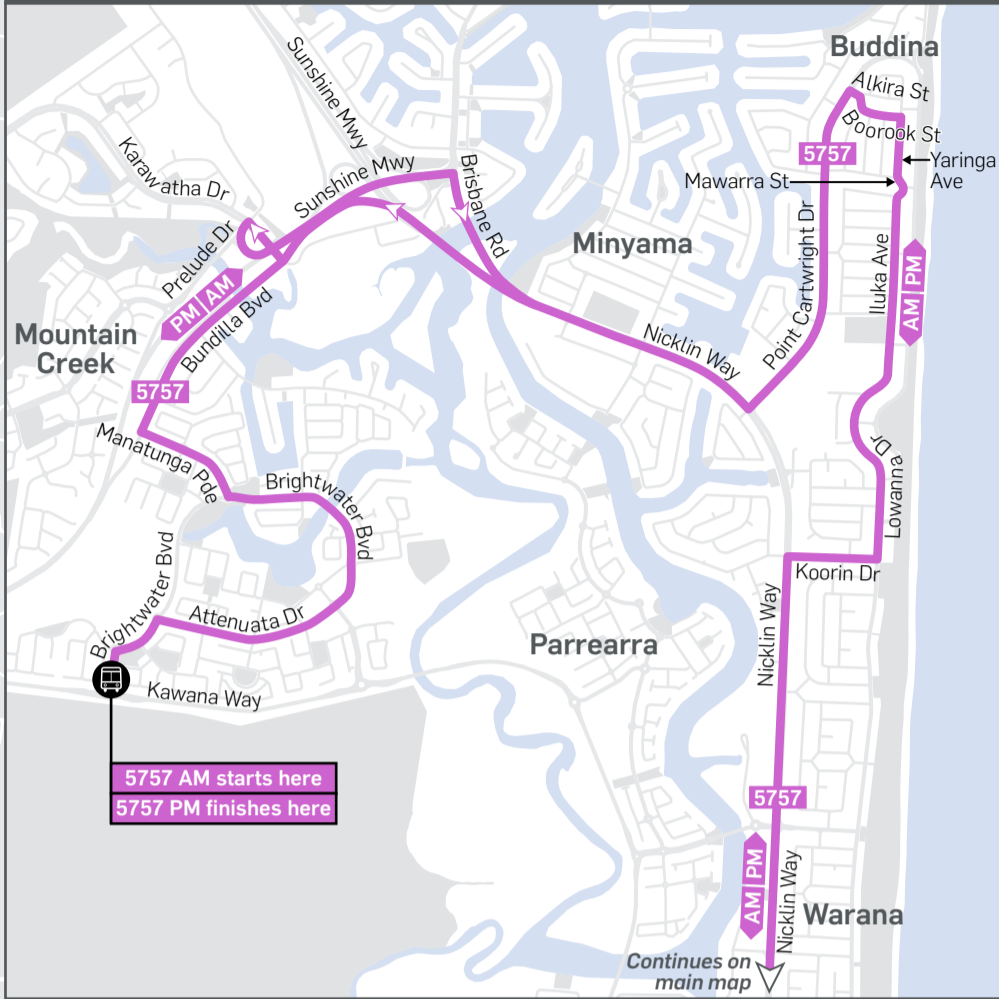 Buddina
Alkira St
Boorook St
Sunshine Mwy
Karawatha Dr
Sunshine Mwy
Brisbane Rd
5757
Yaringa
Ave
Mawarra St
Prelude Dr
Minyama
Point Cartwright Dr
Iluka Ave
AM PM
PM AM
Bundilla Bvd
Mountain
Creek
5757
Nicklin Way
Manatunga Pde
Brightwater Bvd
Lowanna Dr
Koorin Dr
Brightwater Bvd
Attenuata Dr
Nicklin Way
Parrearra
Kawana Way
5757 AM starts here
5757 PM finishes here
5757
AM PM
Nicklin Way
Warana
Continues on
main map